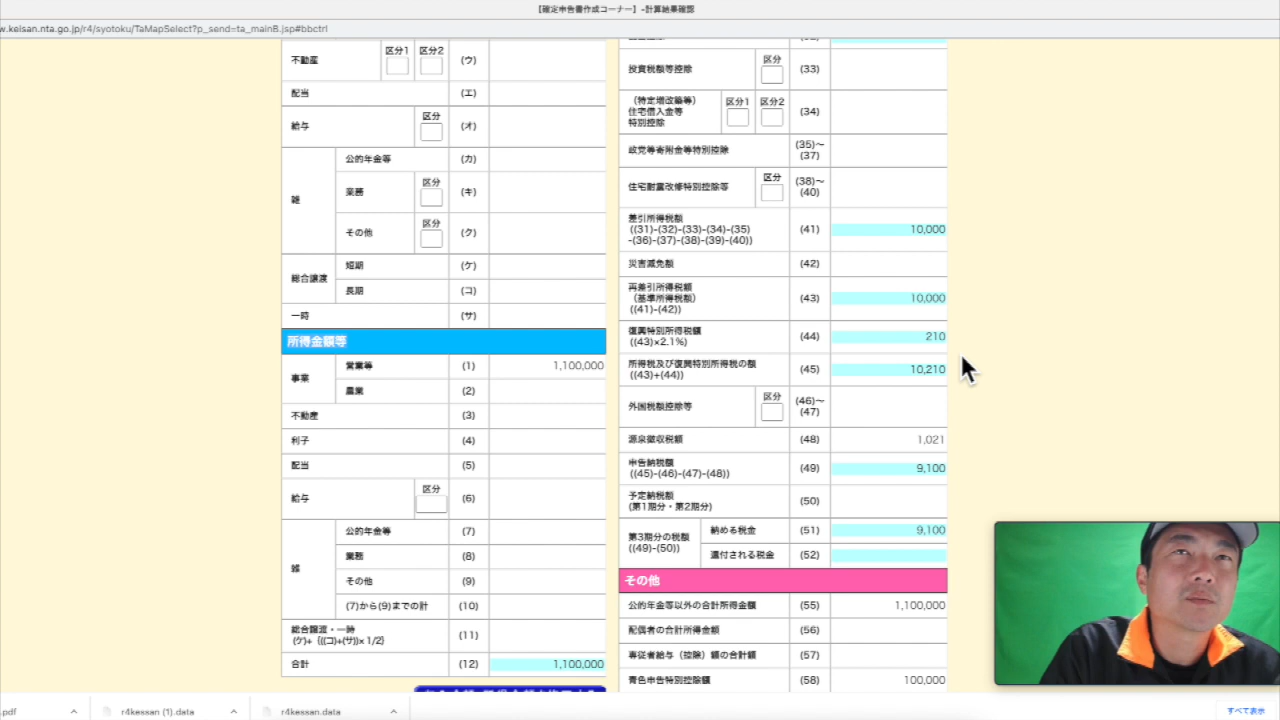 【確定申告書作成コーナー】-計算結果確認
w.keisan.nta.go.jp/r4/syotoku/TaMapSelect?p_send=ta_mainB.jsp#bbctrl
不動産 区分1 区分2 (ウ)
配当 (エ)
給与 区分 (オ)
雑
公的年金等 (カ)
業務 区分 (キ)
その他 区分 (ク)
総合譲渡
短期 (ケ)
長期 (コ)
一時 (サ)
所得金額等
事業
営業等 (1) 1,100,000
農業 (2)
不動産 (3)
利子 (4)
配当 (5)
給与 区分 (6)
雑
公的年金等 (7)
業務 (8)
その他 (9)
(7)から(9)までの計 (10)
総合譲渡・一時
(ケ)+{((コ)+(サ))×1/2} (11)
合計 (12) 1,100,000
投資税額等控除 区分 (33)
(特定増改築等)
住宅借入金等 区分1 区分2 (34)
特別控除
政党等寄附金等特別控除 (35)～
(37)
住宅耐震改修特別控除等 区分 (38)～
(40)
差引所得税額
((31)-(32)-(33)-(34)-(35) (41) 10,000
-(36)-(37)-(38)-(39)-(40))
災害減免額 (42)
再差引所得税額
(基準所得税額) (43) 10,000
((41)-(42))
復興特別所得税額 (44) 210
((43)×2.1%)
所得税及び復興特別所得税の額 (45) 10,210
((43)+(44))
外国税額控除等 区分 (46)～
(47)
源泉徴収税額 (48) 1,021
申告納税額 (49) 9,100
((45)-(46)-(47)-(48))
予定納税額 (50)
(第1期分・第2期分)
第3期分の税額
((49)-(50))
納める税金 (51) 9,100
還付される税金 (52)
その他
公的年金等以外の合計所得金額 (55) 1,100,000
配偶者の合計所得金額 (56)
専従者給与(控除)額の合計額 (57)
青色申告特別控除額 (58) 100,000
.pdf
r4kessan (1).data
r4kessan.data
すべて表示